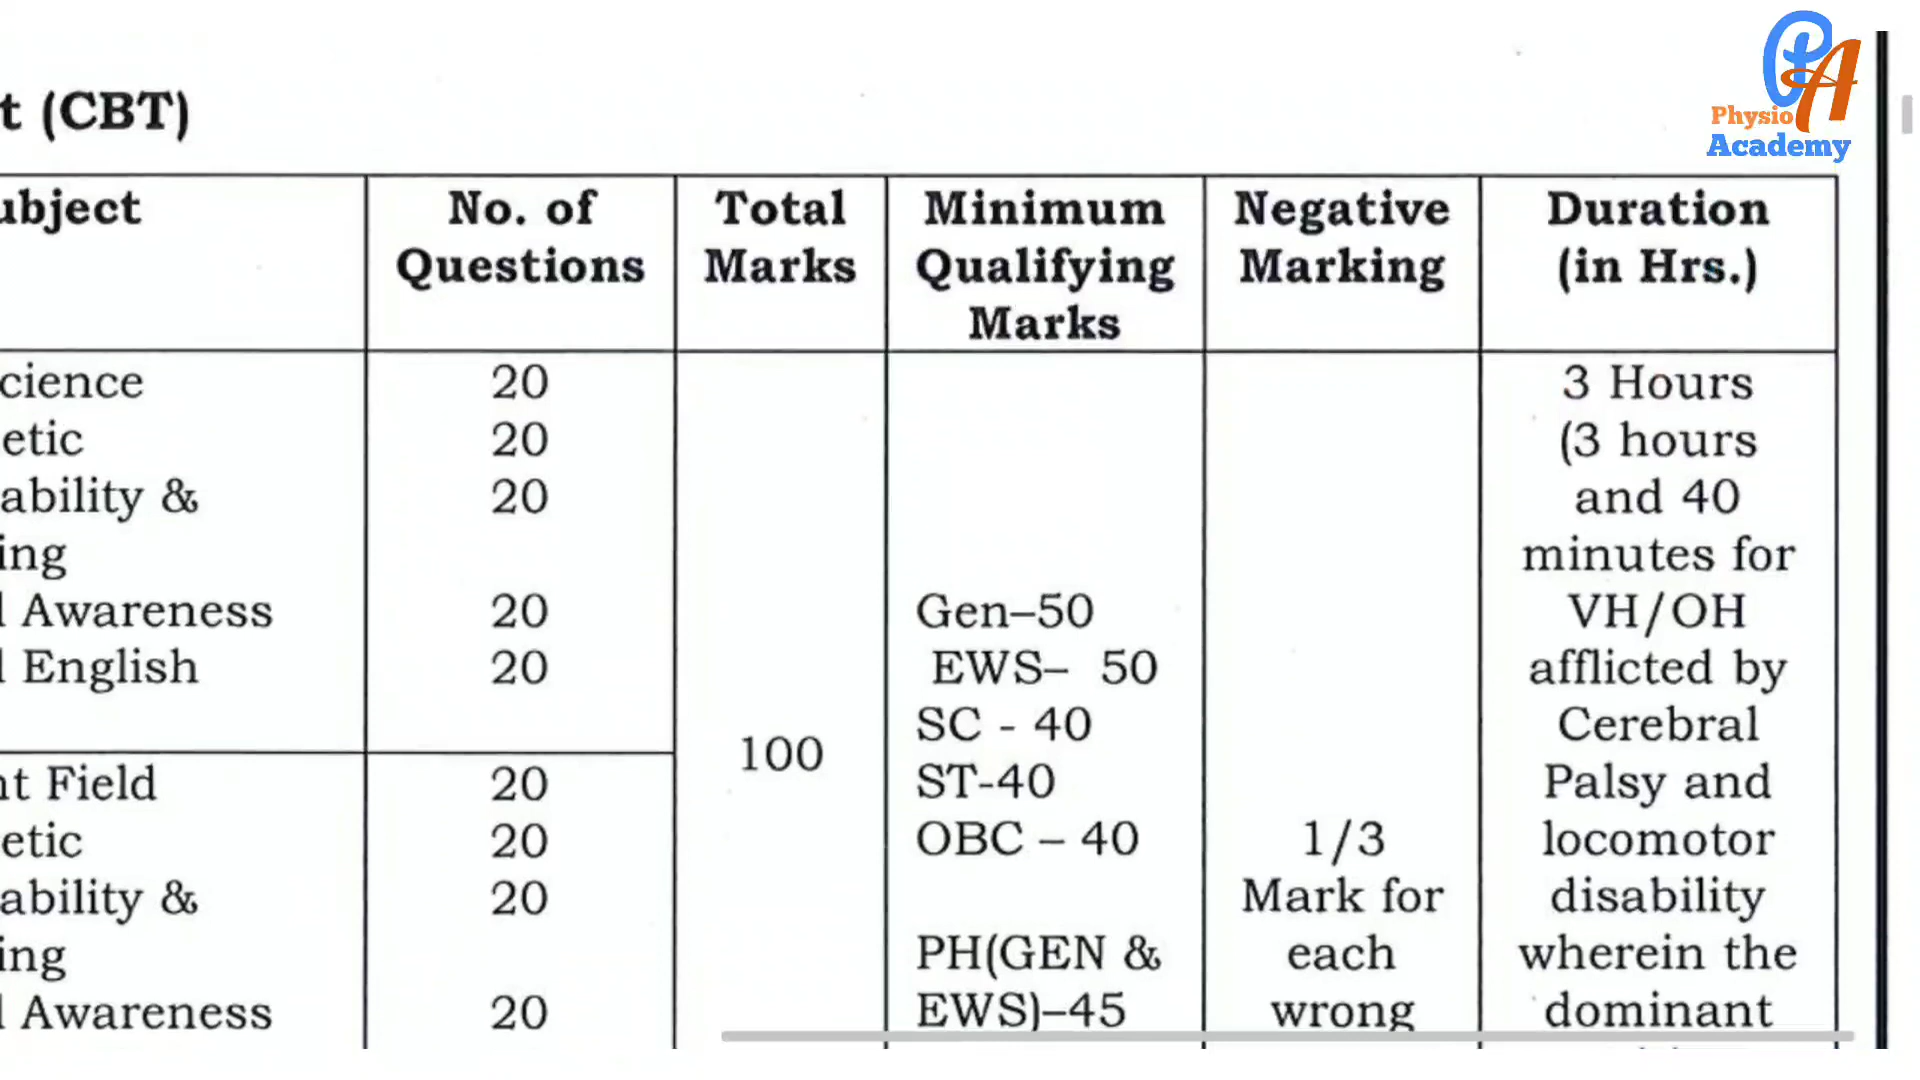 t (CBT)
Physio
Academy
ubject
No. of
Questions
Total
Marks
Minimum
Qualifying
Marks
Negative
Marking
Duration
(in Hrs.)
cience
etic
ability &
ing
l Awareness
l English
20
20
20
20
20
nt Field
etic
ability &
ing
l Awareness
20
20
20
20
100
Gen–50
EWS– 50
SC - 40
ST-40
OBC – 40
PH(GEN &
EWS)–45
1/3
Mark for
each
wrong
3 Hours
(3 hours
and 40
minutes for
VH/OH
afflicted by
Cerebral
Palsy and
locomotor
disability
wherein the
dominant